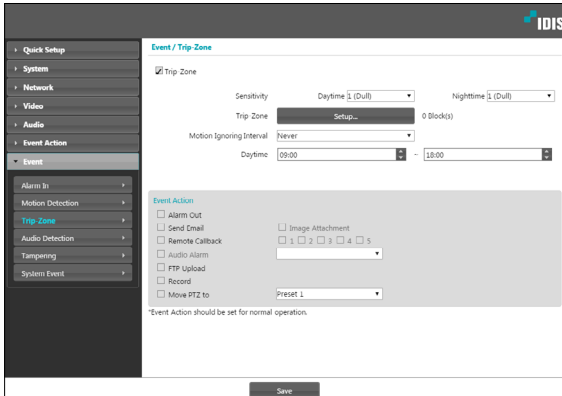 IDIS
Quick Setup
System
Network
Video
Audio
Event Action
Event
Alarm In
Motion Detection
Trip-Zone
Audio Detection
Tampering
System Event
Event / Trip-Zone
Trip-Zone
Sensitivity Daytime 1 (Dull) Nighttime 1 (Dull)
Trip-Zone Setup... 0 Block(s)
Motion Ignoring Interval Never
Daytime 09:00 ~ 18:00
Event Action
Alarm Out
Send Email Image Attachment
Remote Callback 1 2 3 4 5
Audio Alarm
FTP Upload
Record
Move PTZ to Preset 1
*Event Action should be set for normal operation.
Save